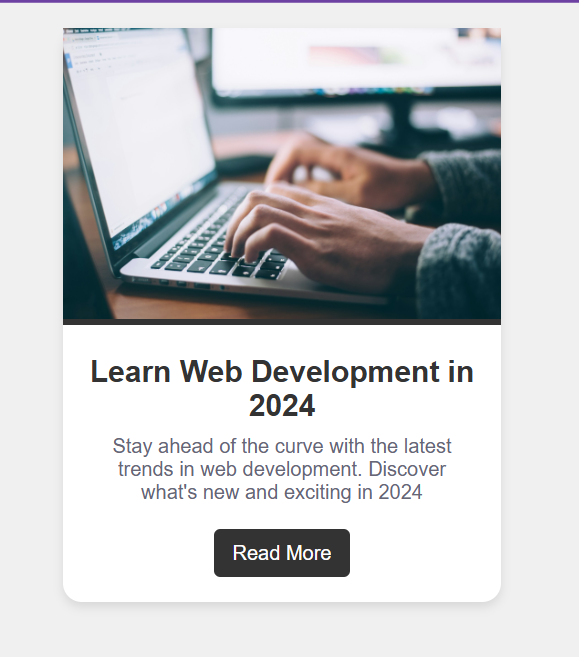 Learn Web Development in
2024
Stay ahead of the curve with the latest
trends in web development. Discover
what's new and exciting in 2024
Read More